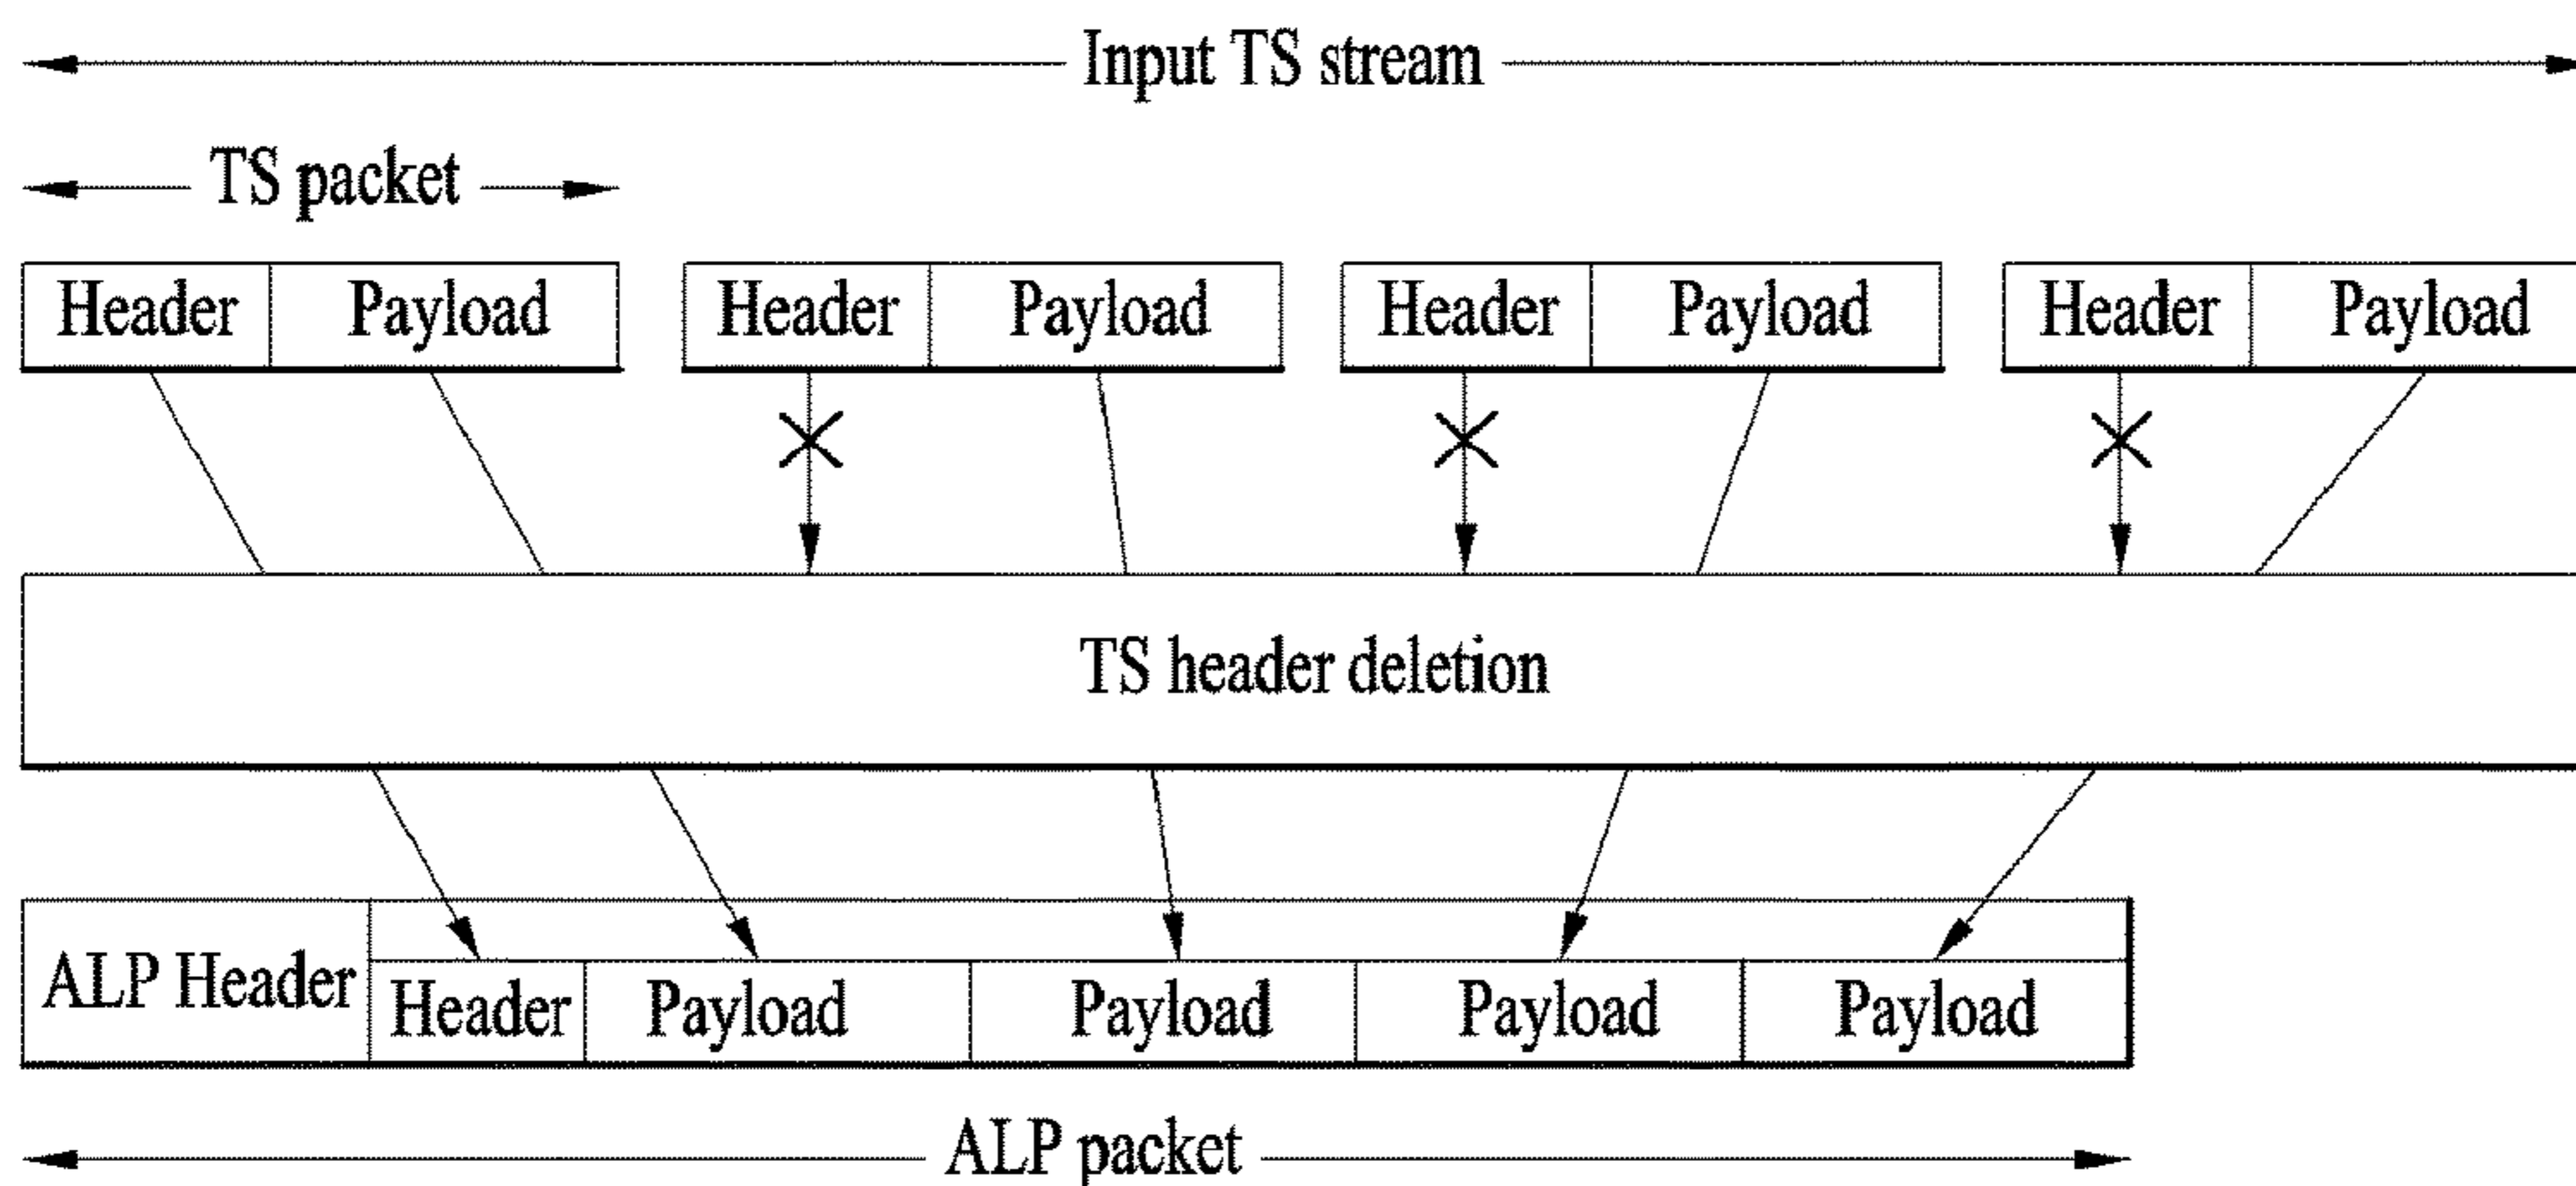 Input TS stream
TS packet
Header Payload Header Payload Header Payload Header Payload
TS header deletion
ALP Header Header Payload Payload Payload Payload
ALP packet